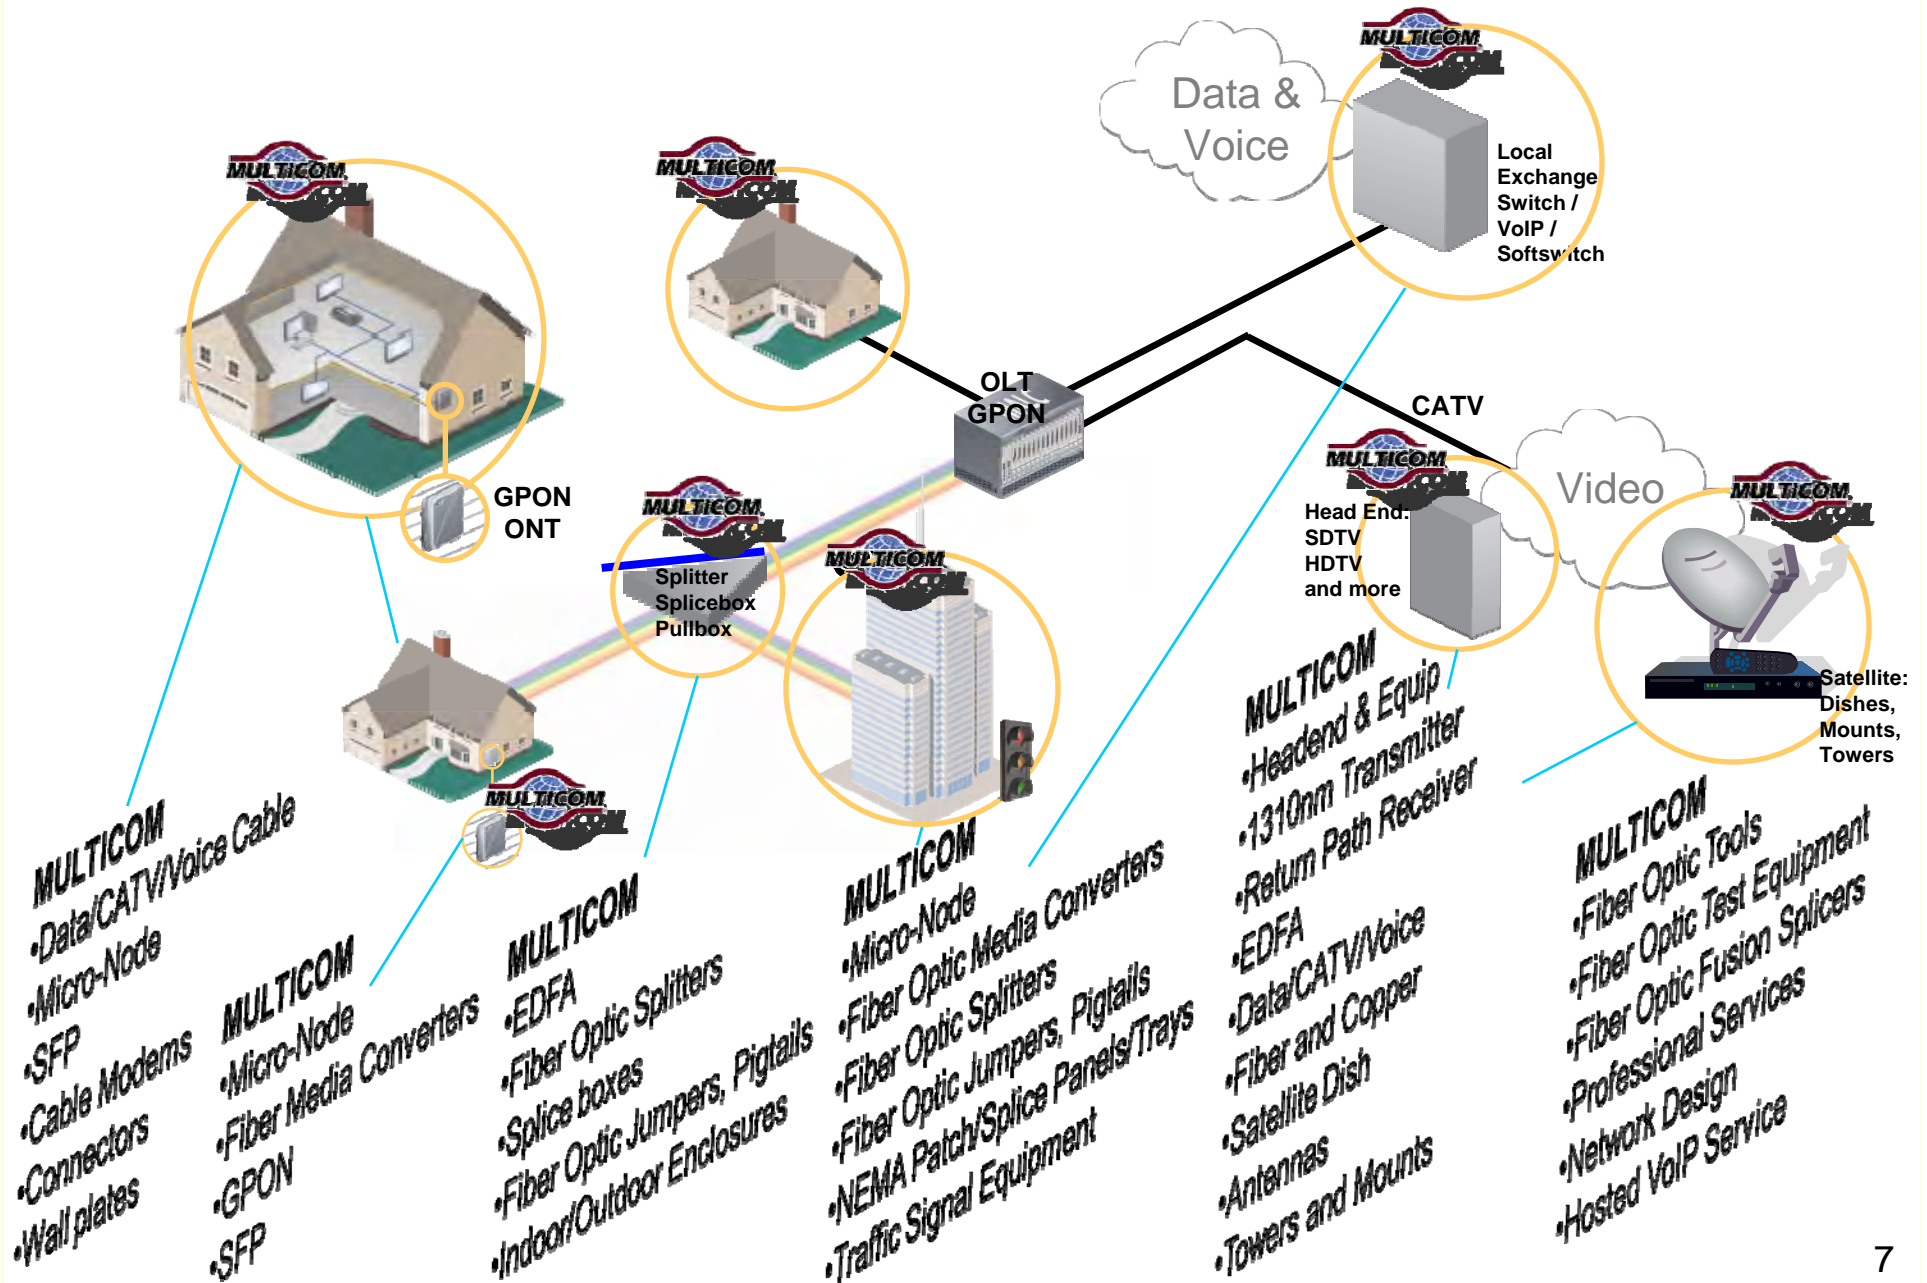 MULTICOM
Data &
Voice
Local
Exchange
Switch /
VoIP /
Softswitch
MULTICOM
MULTICOM
OLT
GPON
CATV
GPON
ONT
MULTICOM
Splitter
Splicebox
Pullbox
MULTICOM
MULTICOM
Head End:
SDTV
HDTV
and more
Video
MULTICOM
Satellite:
Dishes,
Mounts,
Towers
MULTICOM
MULTICOM
•Data/CATV/Voice Cable
•Micro-Node
•SFP
•Cable Modems
•Connectors
•Wall plates
MULTICOM
•Micro-Node
•Fiber Media Converters
•GPON
•SFP
MULTICOM
•EDFA
•Fiber Optic Splitters
•Splice boxes
•Fiber Optic Jumpers, Pigtails
•Indoor/Outdoor Enclosures
MULTICOM
•Micro-Node
•Fiber Optic Media Converters
•Fiber Optic Splitters
•Fiber Optic Jumpers, Pigtails
•NEMA Patch/Splice Panels/Trays
•Traffic Signal Equipment
MULTICOM
•Headend & Equip
•1310nm Transmitter
•Return Path Receiver
•EDFA
•Data/CATV/Voice
•Fiber and Copper
•Satellite Dish
•Antennas
•Towers and Mounts
MULTICOM
•Fiber Optic Tools
•Fiber Optic Test Equipment
•Fiber Optic Fusion Splicers
•Professional Services
•Network Design
•Hosted VoIP Service
7